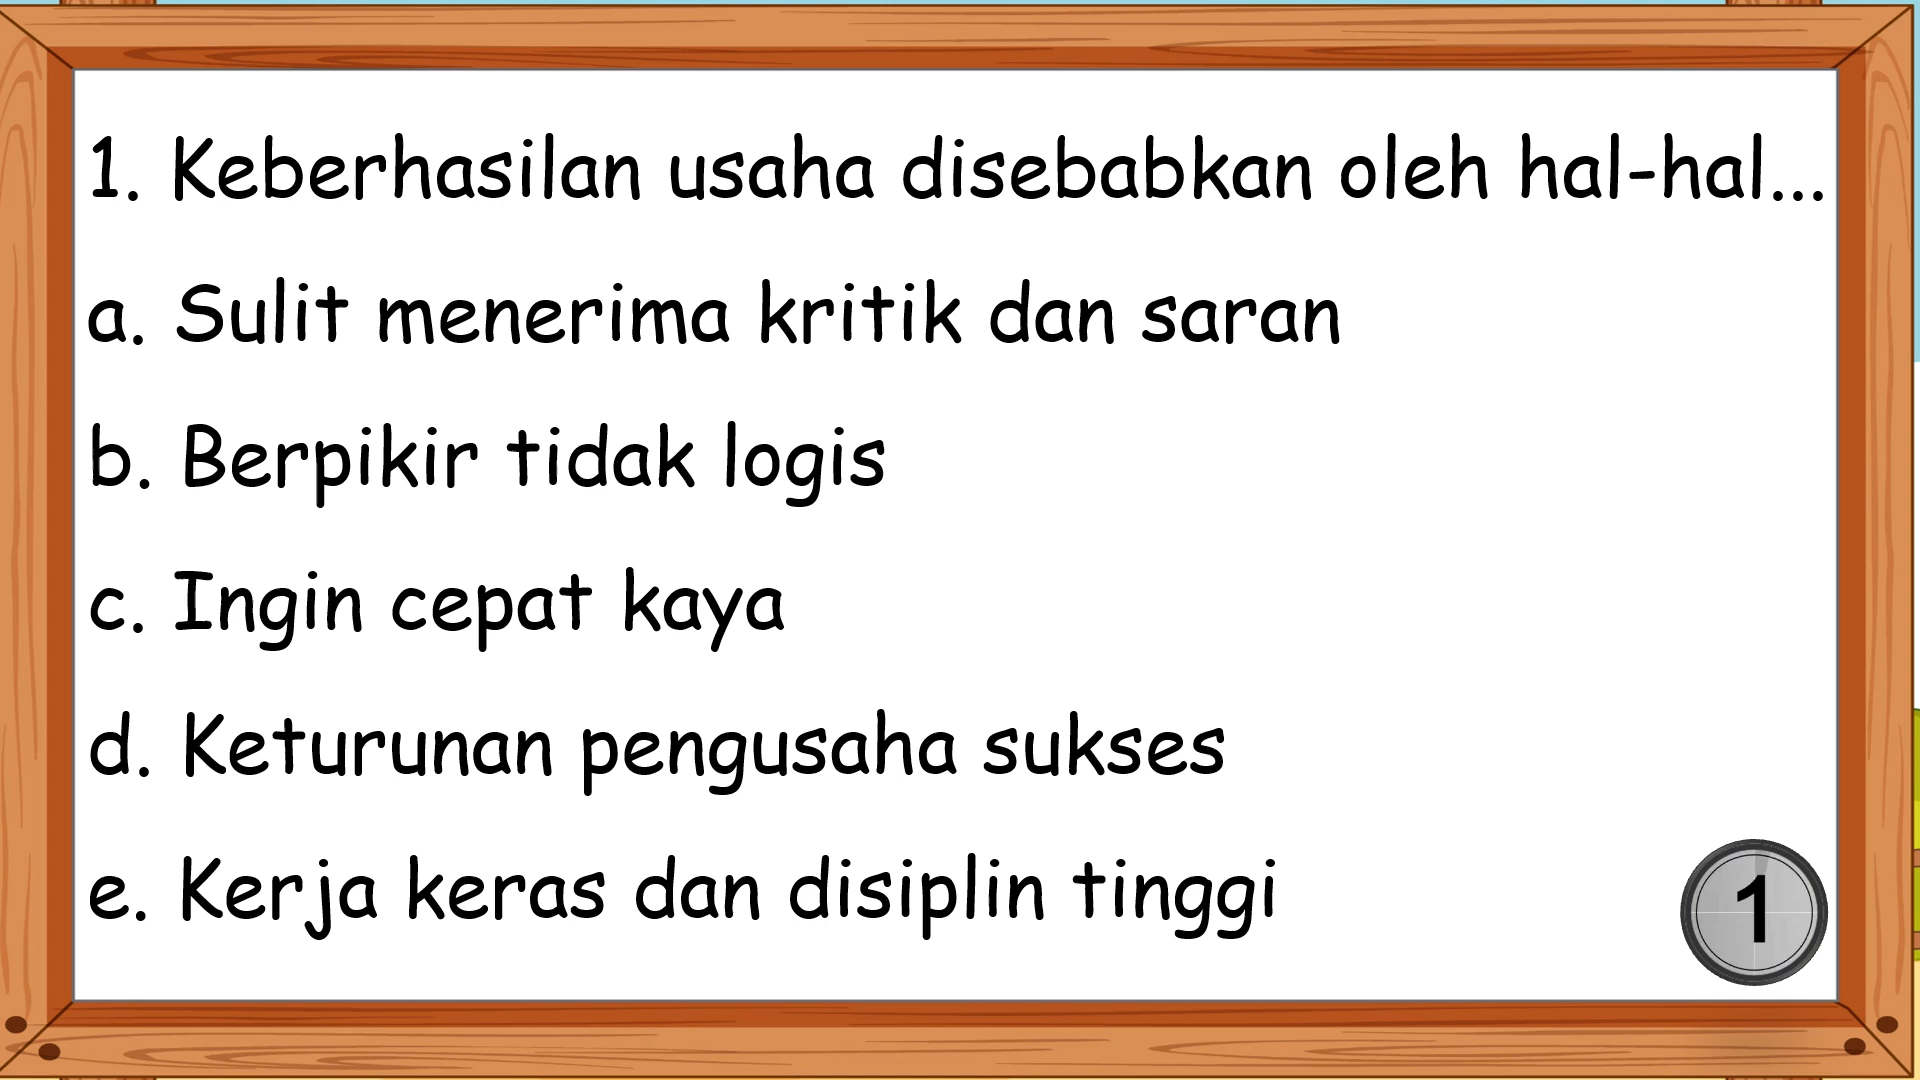 1. Keberhasilan usaha disebabkan oleh hal-hal...
a. Sulit menerima kritik dan saran
b. Berpikir tidak logis
c. Ingin cepat kaya
d. Keturunan pengusaha sukses
e. Kerja keras dan disiplin tinggi
1